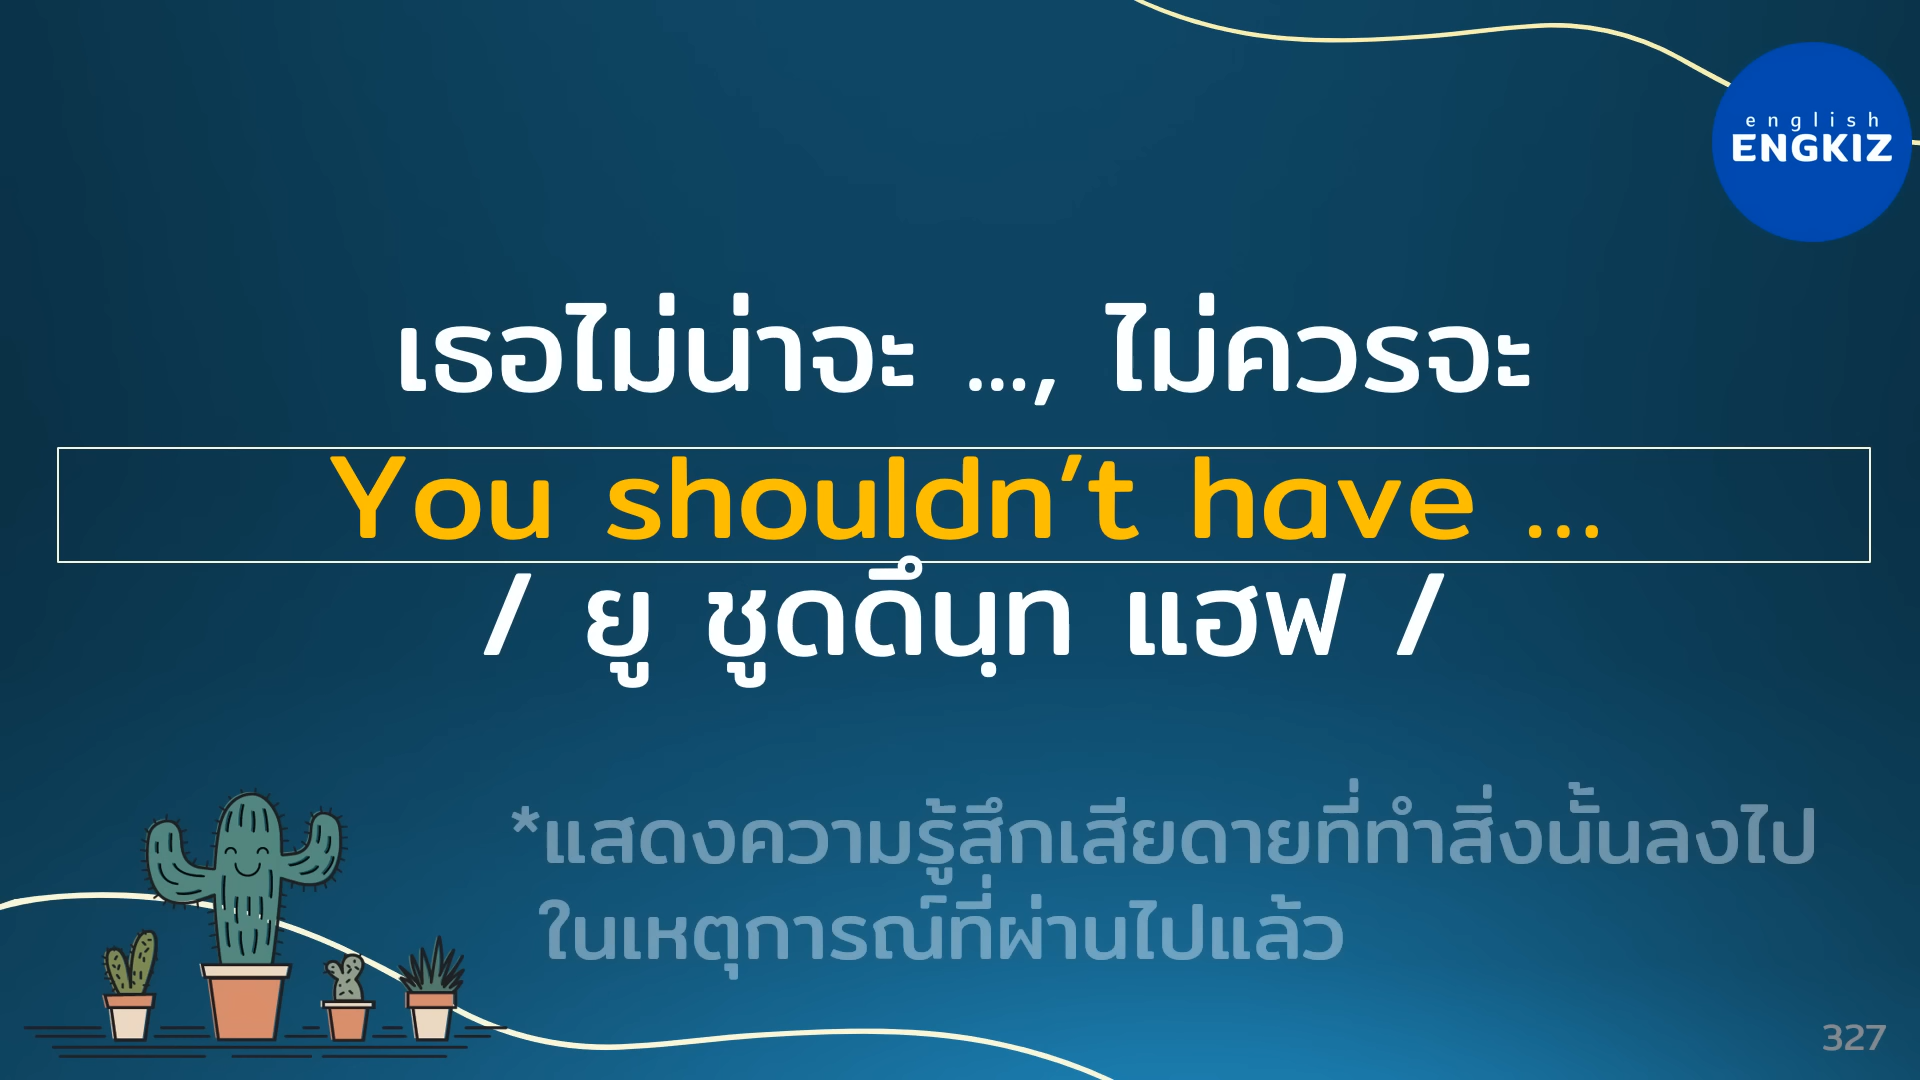 english
ENGKIZ
เธอไม่น่าจะ ..., ไม่ควรจะ
You shouldn’t have ...
/ ยู ชูดดึ่นฺท แฮฟ /
*แสดงความรู้สึกเสียดายที่ทำสิ่งนั้นลงไป
ในเหตุการณ์ที่ผ่านไปแล้ว
327